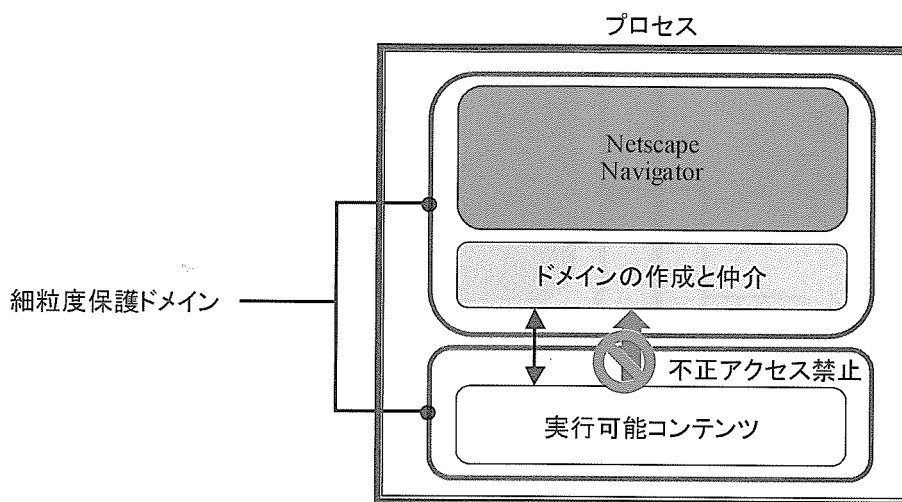 プロセス
Netscape
Navigator
ドメインの作成と仲介
細粒度保護ドメイン
不正アクセス禁止
実行可能コンテンツ